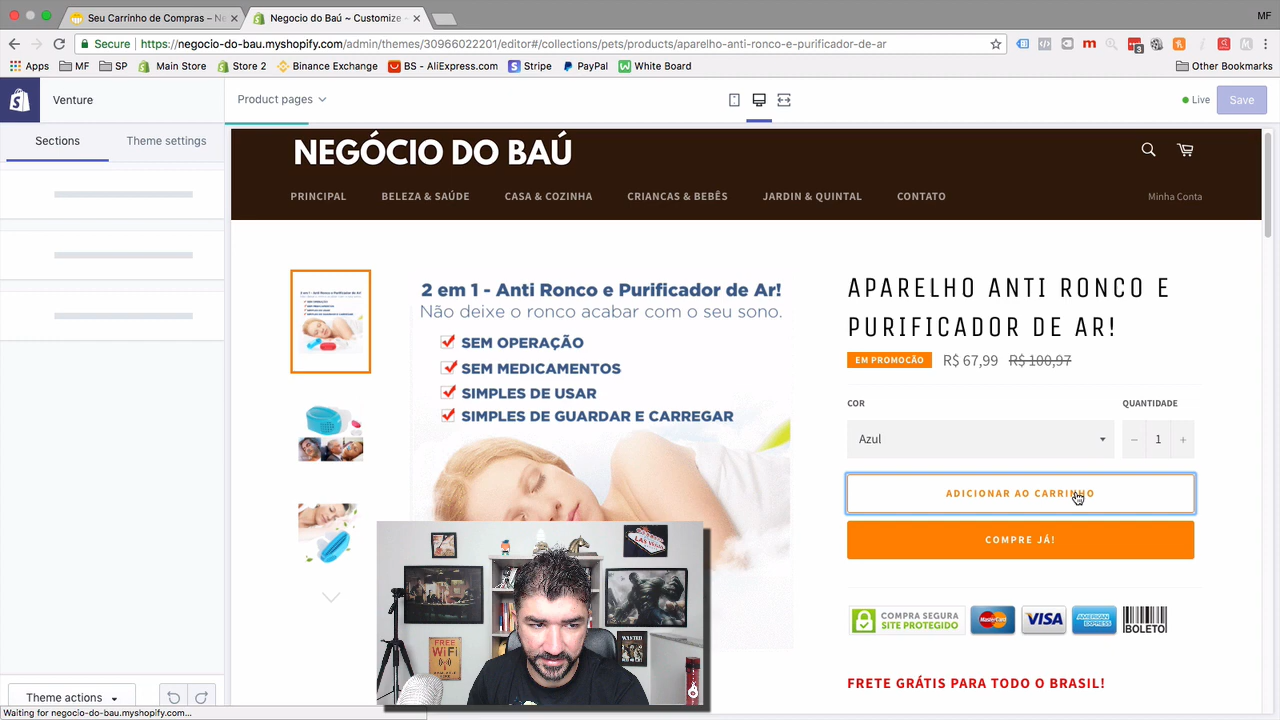 Seu Carrinho de Compras – Ne
Negocio do Baú ~ Customize -
MF
Secure
https://negocio-do-bau.myshopify.com/admin/themes/30966022201/editor#/collections/pets/products/aparelho-anti-ronco-e-purificador-de-ar
Apps
MF
SP
Main Store
Store 2
Binance Exchange
BS - AliExpress.com
Stripe
PayPal
White Board
Other Bookmarks
Venture
Product pages
Live
Save
Sections
Theme settings
NEGÓCIO DO BAÚ
PRINCIPAL
BELEZA & SAÚDE
CASA & COZINHA
CRIANÇAS & BEBÊS
JARDIN & QUINTAL
CONTATO
Minha Conta
2 em 1 - Anti Ronco e Purificador de Ar!
Não deixe o ronco acabar com o seu sono.
SEM OPERAÇÃO
SEM MEDICAMENTOS
SIMPLES DE USAR
SIMPLES DE GUARDAR E CARREGAR
APARELHO ANTI RONCO E
PURIFICADOR DE AR!
EM PROMOCÃO
R$ 67,99
R$ 100,97
COR
QUANTIDADE
Azul
−
1
+
ADICIONAR AO CARRINHO
COMPRE JÁ!
COMPRA SEGURA
SITE PROTEGIDO
MasterCard
VISA
AMERICAN EXPRESS
BOLETO
FRETE GRÁTIS PARA TODO O BRASIL!
FREE
WiFi
WANTED
LAS VEGAS
Theme actions
Waiting for negocio-do-bau.myshopify.com...